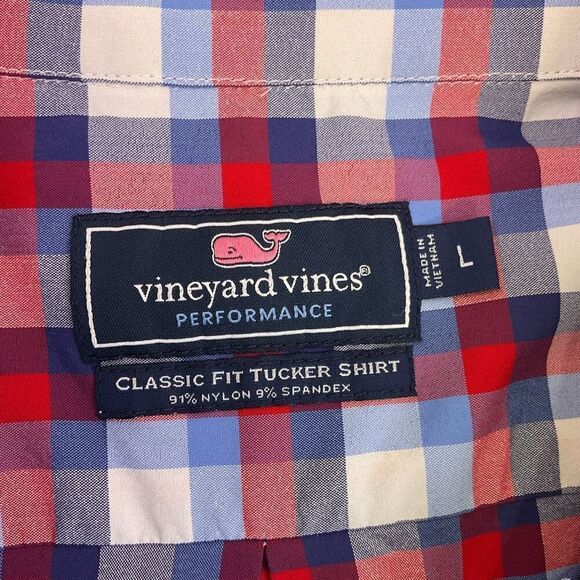 vineyard vines®
PERFORMANCE
CLASSIC FIT TUCKER SHIRT
91% NYLON 9% SPANDEX
MADE IN
VIETNAM
L